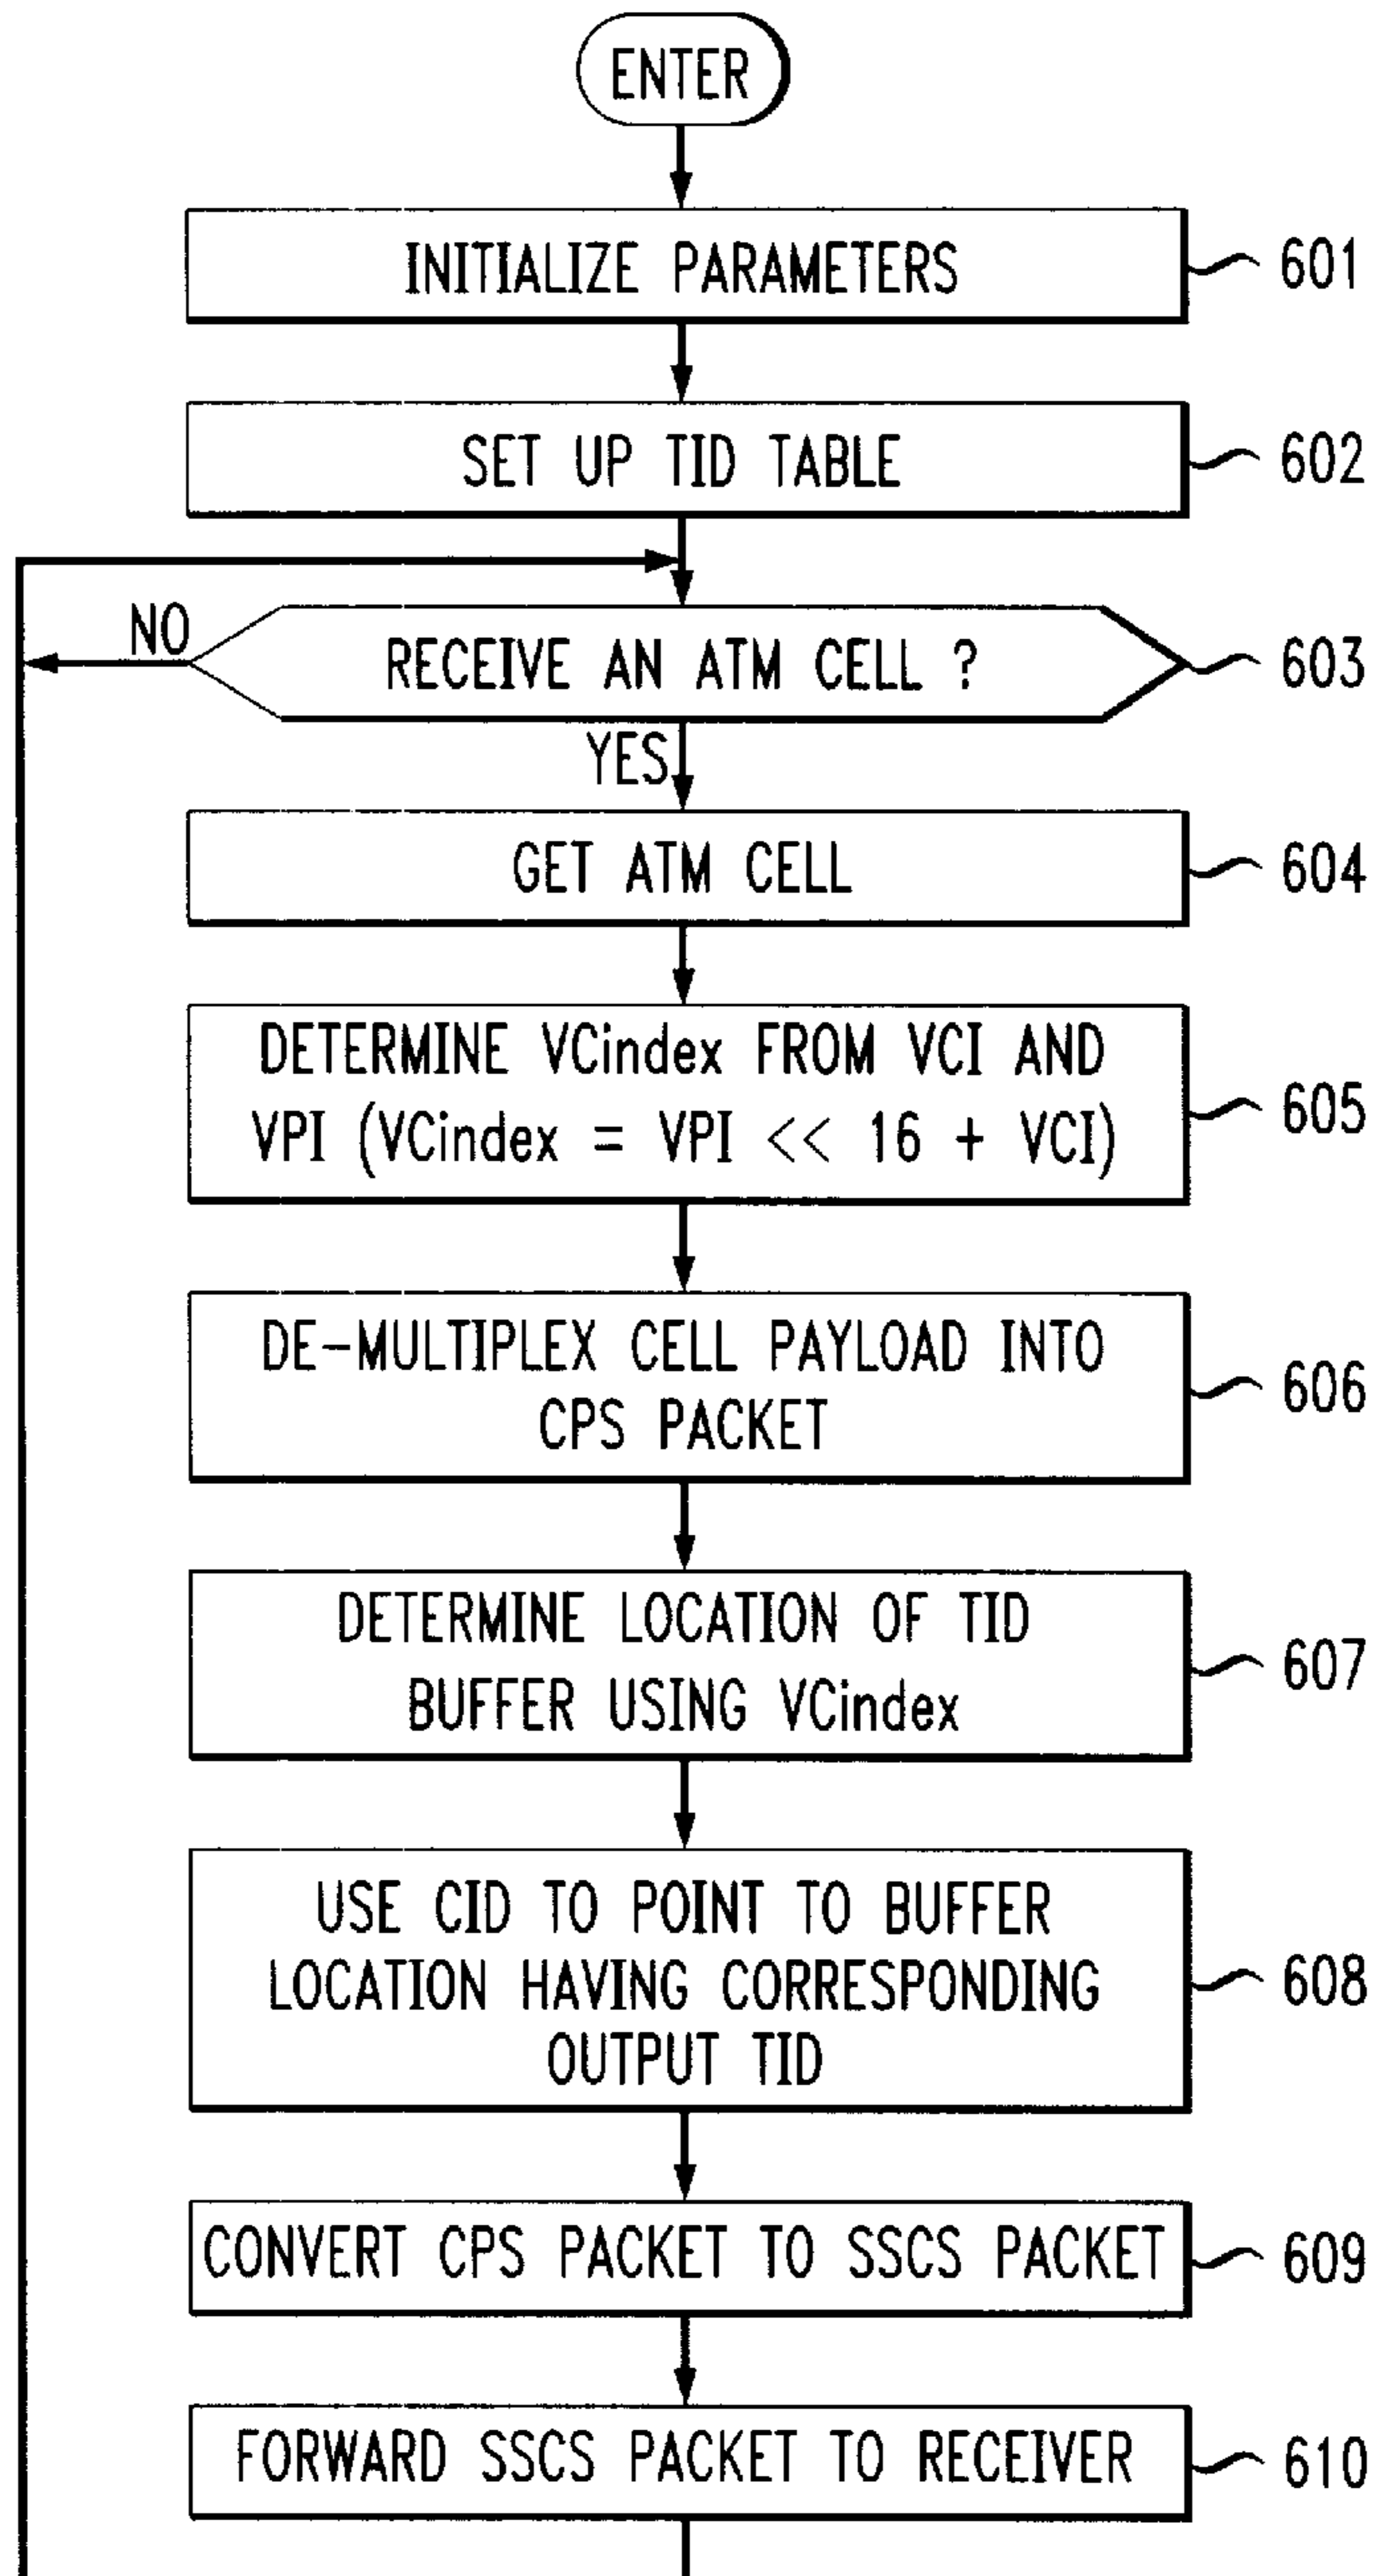 ENTER
INITIALIZE PARAMETERS
601
SET UP TID TABLE
602
NO
RECEIVE AN ATM CELL ?
603
YES
GET ATM CELL
604
DETERMINE VCindex FROM VCI AND
VPI (VCindex = VPI << 16 + VCI)
605
DE-MULTIPLEX CELL PAYLOAD INTO
CPS PACKET
606
DETERMINE LOCATION OF TID
BUFFER USING VCindex
607
USE CID TO POINT TO BUFFER
LOCATION HAVING CORRESPONDING
OUTPUT TID
608
CONVERT CPS PACKET TO SSCS PACKET
609
FORWARD SSCS PACKET TO RECEIVER
610